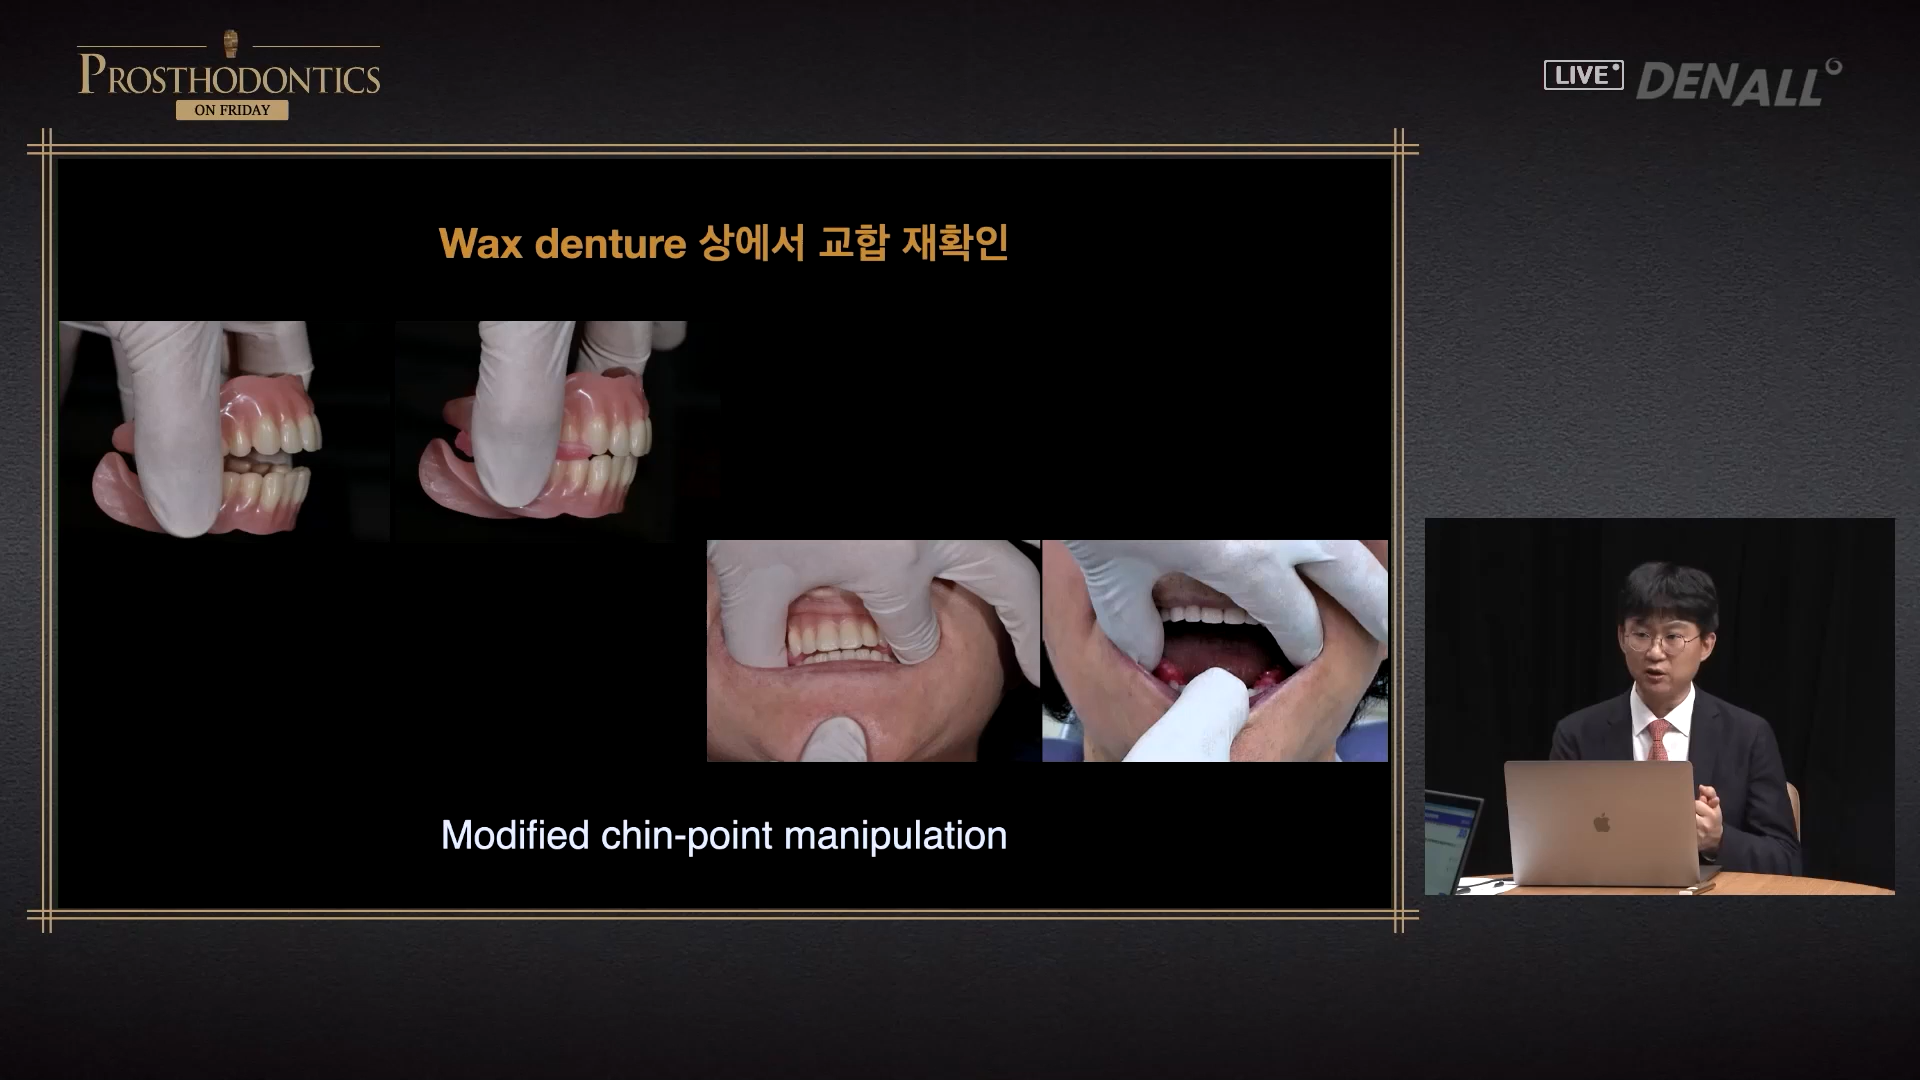 PROSTHODONTICS
ON FRIDAY
LIVE
DENALL
Wax denture 상에서 교합 재확인
Modified chin-point manipulation